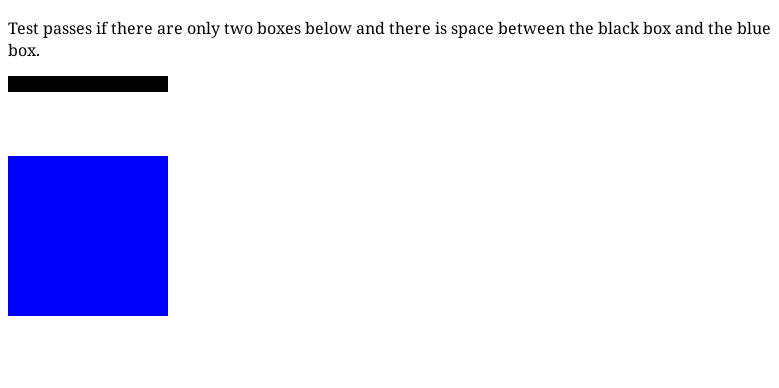 Test passes if there are only two boxes below and there is space between the black box and the blue
box.